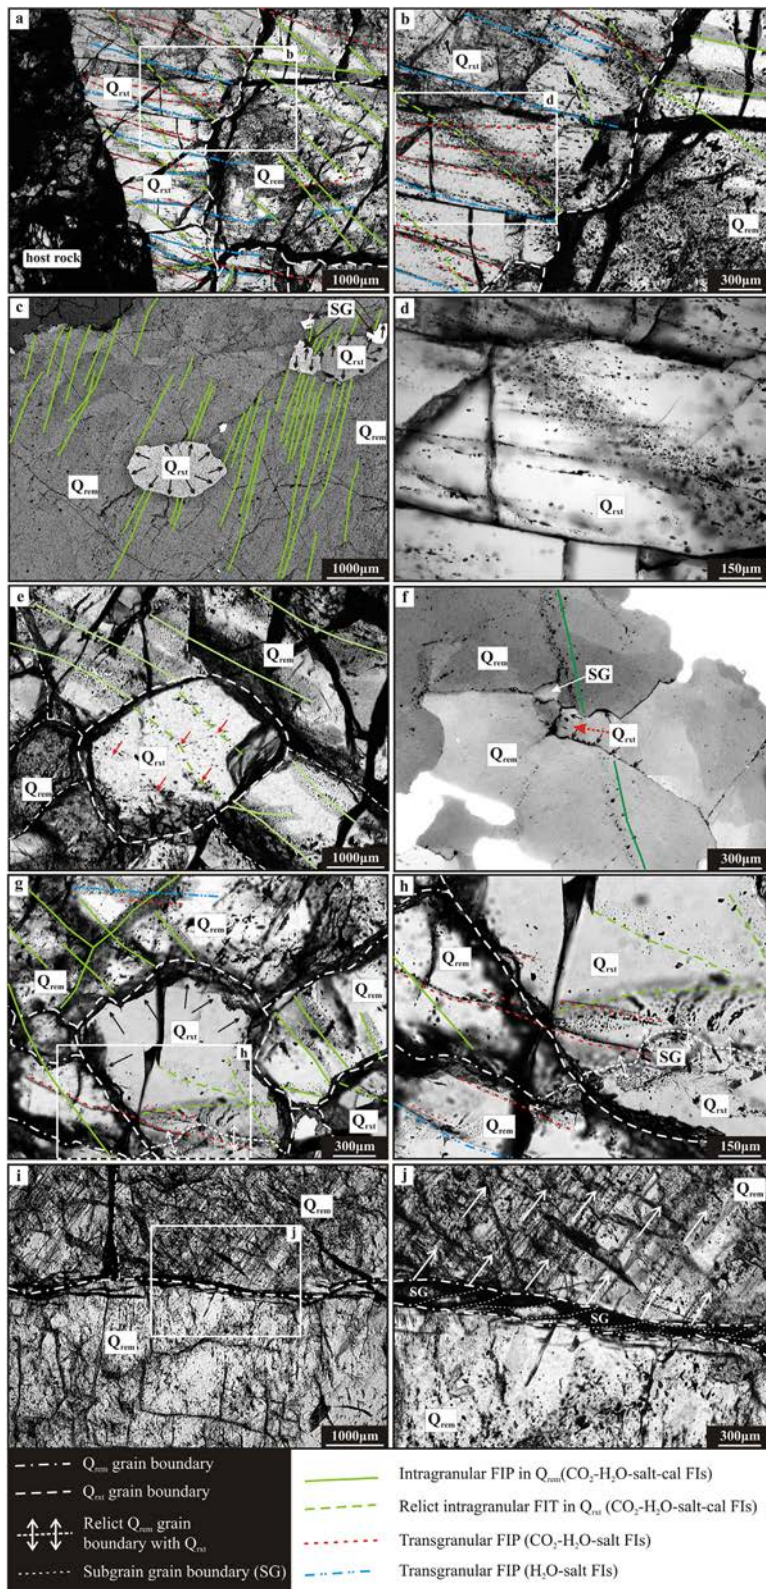 a
b
Qrxt
Qrxt
Qrem
host rock
1000µm
b
Qrxt
d
Qrem
300µm
c
SG
Qrxt
Qrem
Qrxt
Qrem
1000µm
d
Qrxt
150µm
e
Qrem
Qrxt
Qrem
1000µm
f
Qrem
SG
Qrxt
Qrem
300µm
g
Qrem
Qrem
Qrem
Qrxt
h
Qrxt
300µm
h
Qrem
Qrxt
SG
Qrxt
Qrem
150µm
i
Qrem
j
Qrem
1000µm
j
Qrem
SG
SG
Qrem
300µm
Qrem grain boundary
Qrxt grain boundary
Relict Qrem grain
boundary with Qrxt
Subgrain grain boundary (SG)
Intragranular FIP in Qrem(CO2-H2O-salt-cal FIs)
Relict intragranular FIT in Qrxt (CO2-H2O-salt-cal FIs)
Transgranular FIP (CO2-H2O-salt FIs)
Transgranular FIP (H2O-salt FIs)